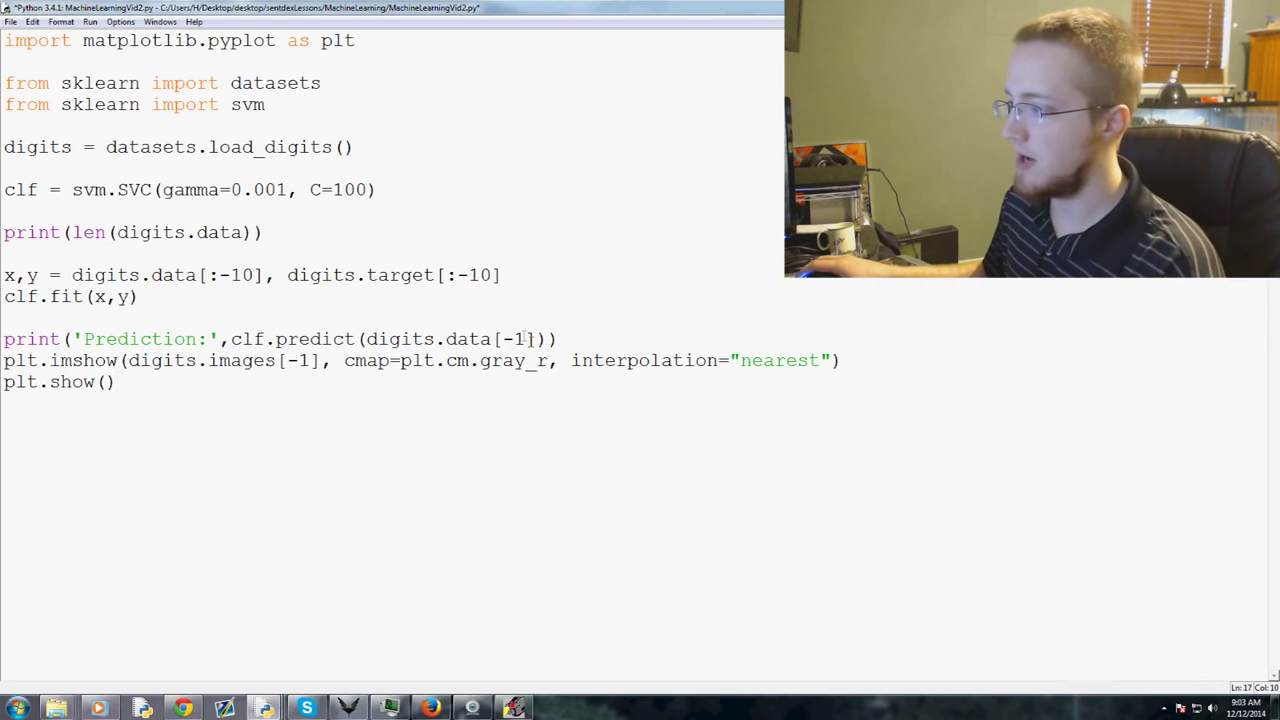 *Python 3.4.1: MachineLearningVid2.py - C:/Users/H/Desktop/desktop/sentdexLessons/MachineLearning/MachineLearningVid2.py*
File Edit Format Run Options Windows Help
import matplotlib.pyplot as plt
from sklearn import datasets
from sklearn import svm
digits = datasets.load_digits()
clf = svm.SVC(gamma=0.001, C=100)
print(len(digits.data))
x,y = digits.data[:-10], digits.target[:-10]
clf.fit(x,y)
print('Prediction:',clf.predict(digits.data[-1]))
plt.imshow(digits.images[-1], cmap=plt.cm.gray_r, interpolation="nearest")
plt.show()
Ln: 17 Col: 10
9:03 AM
12/12/2014